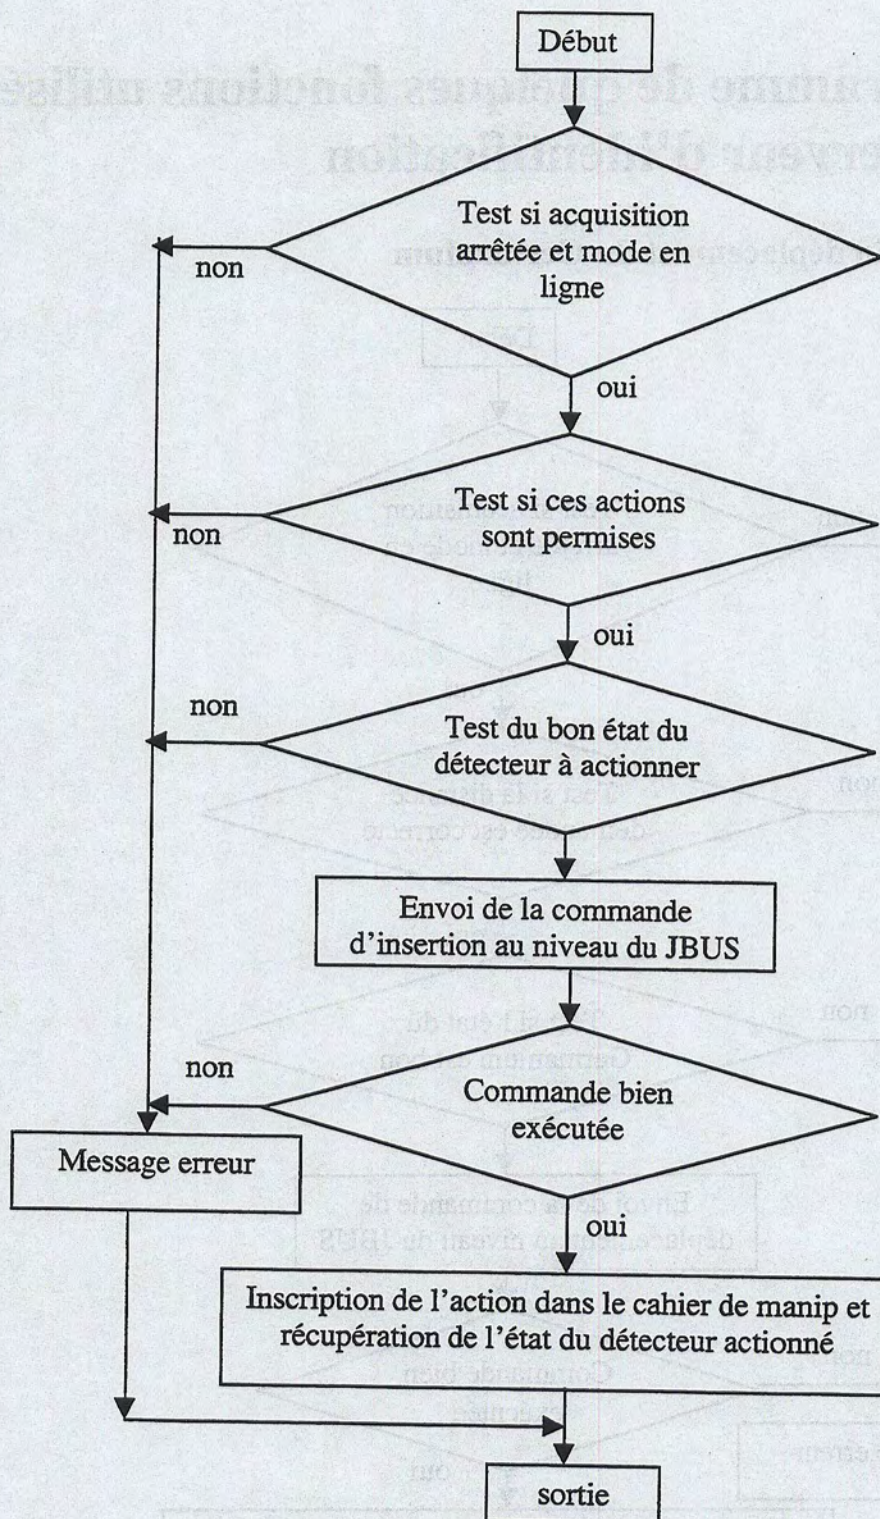 Début
Test si acquisition
arrêtée et mode en
ligne
non
oui
Test si ces actions
sont permises
non
oui
Test du bon état du
détecteur à actionner
non
Envoi de la commande
d'insertion au niveau du JBUS
Commande bien
exécutée
non
Message erreur
oui
Inscription de l'action dans le cahier de manip et
récupération de l'état du détecteur actionné
sortie